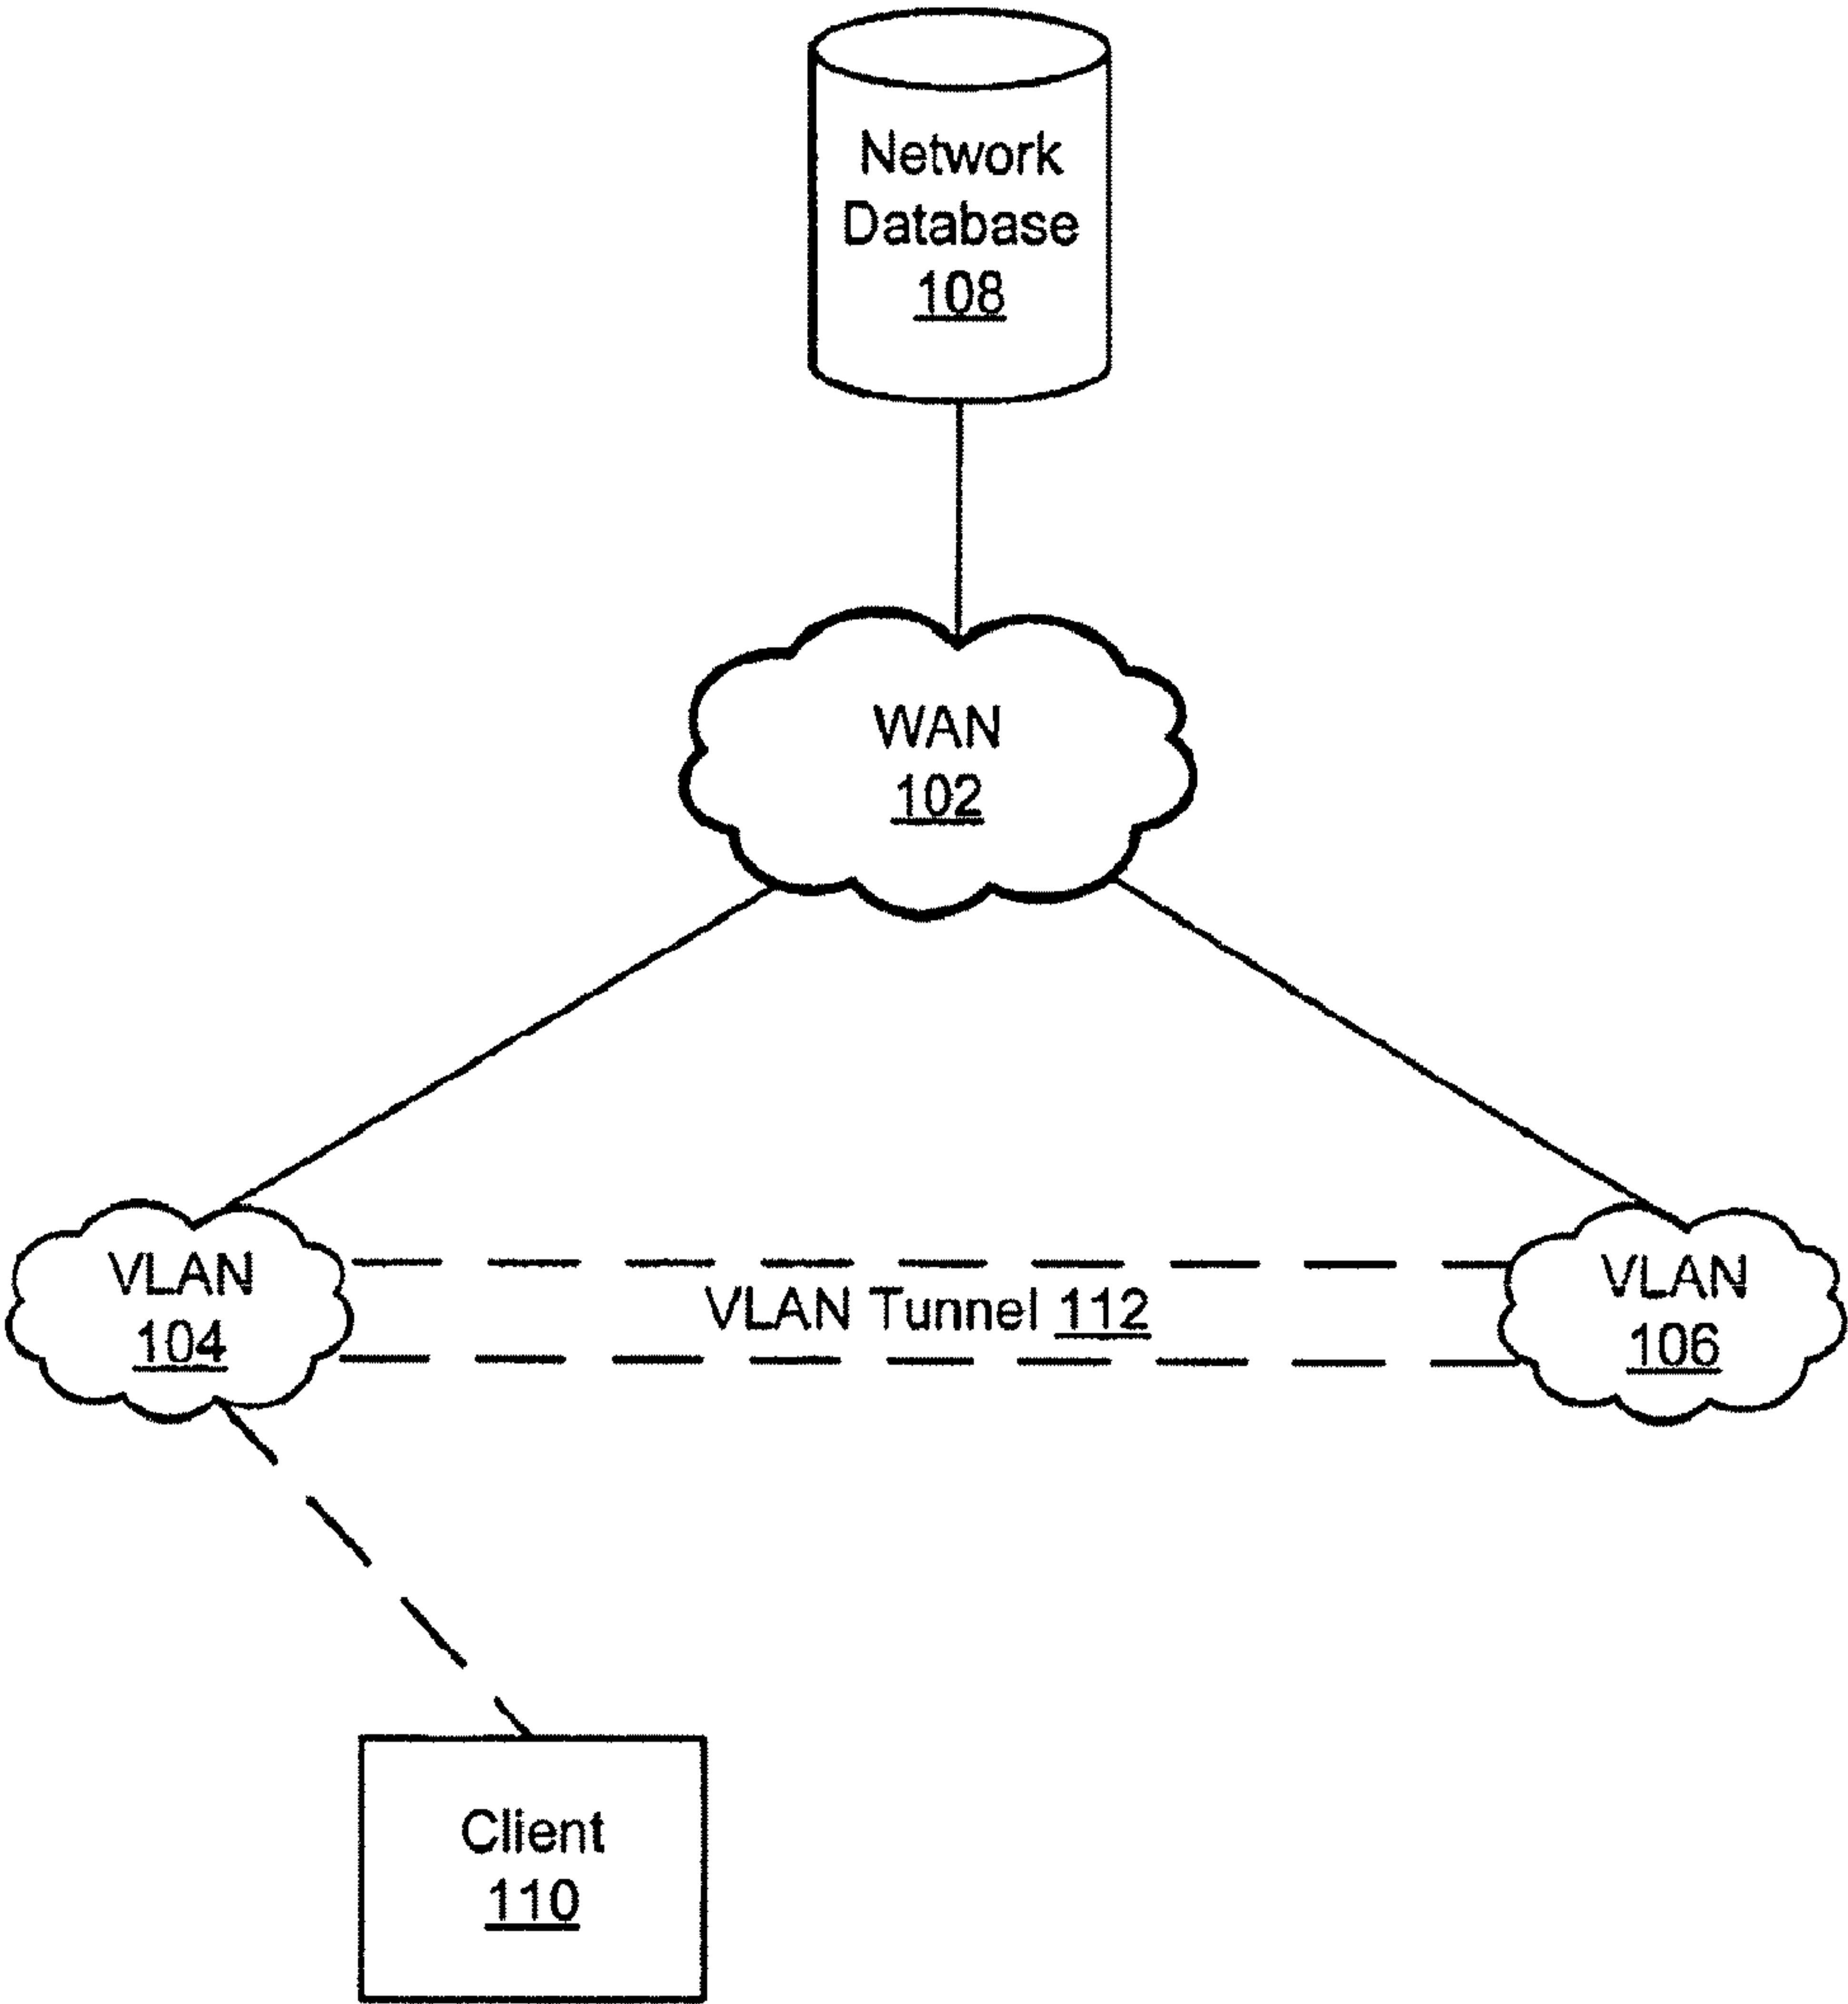 Network
Database
108
WAN
102
VLAN
104
VLAN Tunnel 112
VLAN
106
Client
110